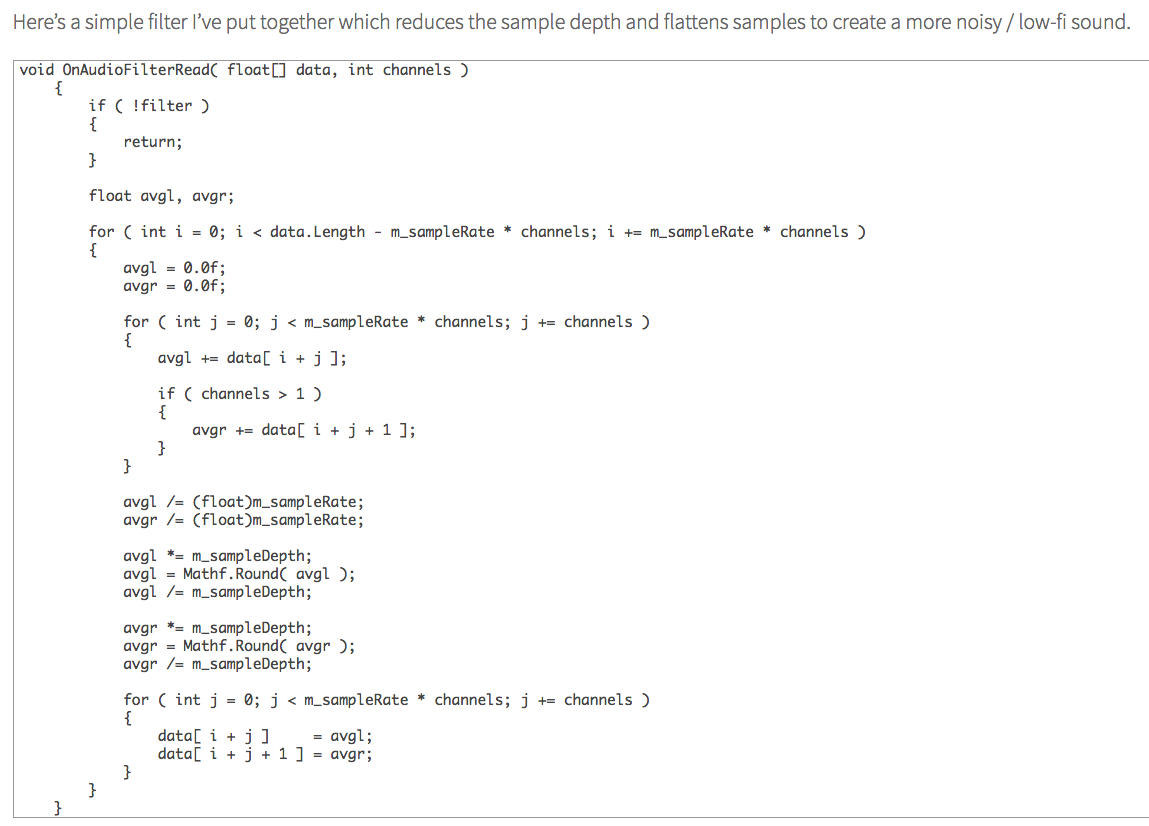 Here's a simple filter I've put together which reduces the sample depth and flattens samples to create a more noisy / low-fi sound.
void OnAudioFilterRead( float[] data, int channels )
{
if ( !filter )
{
return;
}
float avgl, avgr;
for ( int i = 0; i < data.Length - m_sampleRate * channels; i += m_sampleRate * channels )
{
avgl = 0.0f;
avgr = 0.0f;
for ( int j = 0; j < m_sampleRate * channels; j += channels )
{
avgl += data[ i + j ];
if ( channels > 1 )
{
avgr += data[ i + j + 1 ];
}
}
avgl /= (float)m_sampleRate;
avgr /= (float)m_sampleRate;
avgl *= m_sampleDepth;
avgl = Mathf.Round( avgl );
avgl /= m_sampleDepth;
avgr *= m_sampleDepth;
avgr = Mathf.Round( avgr );
avgr /= m_sampleDepth;
for ( int j = 0; j < m_sampleRate * channels; j += channels )
{
data[ i + j ]     = avgl;
data[ i + j + 1 ] = avgr;
}
}
}